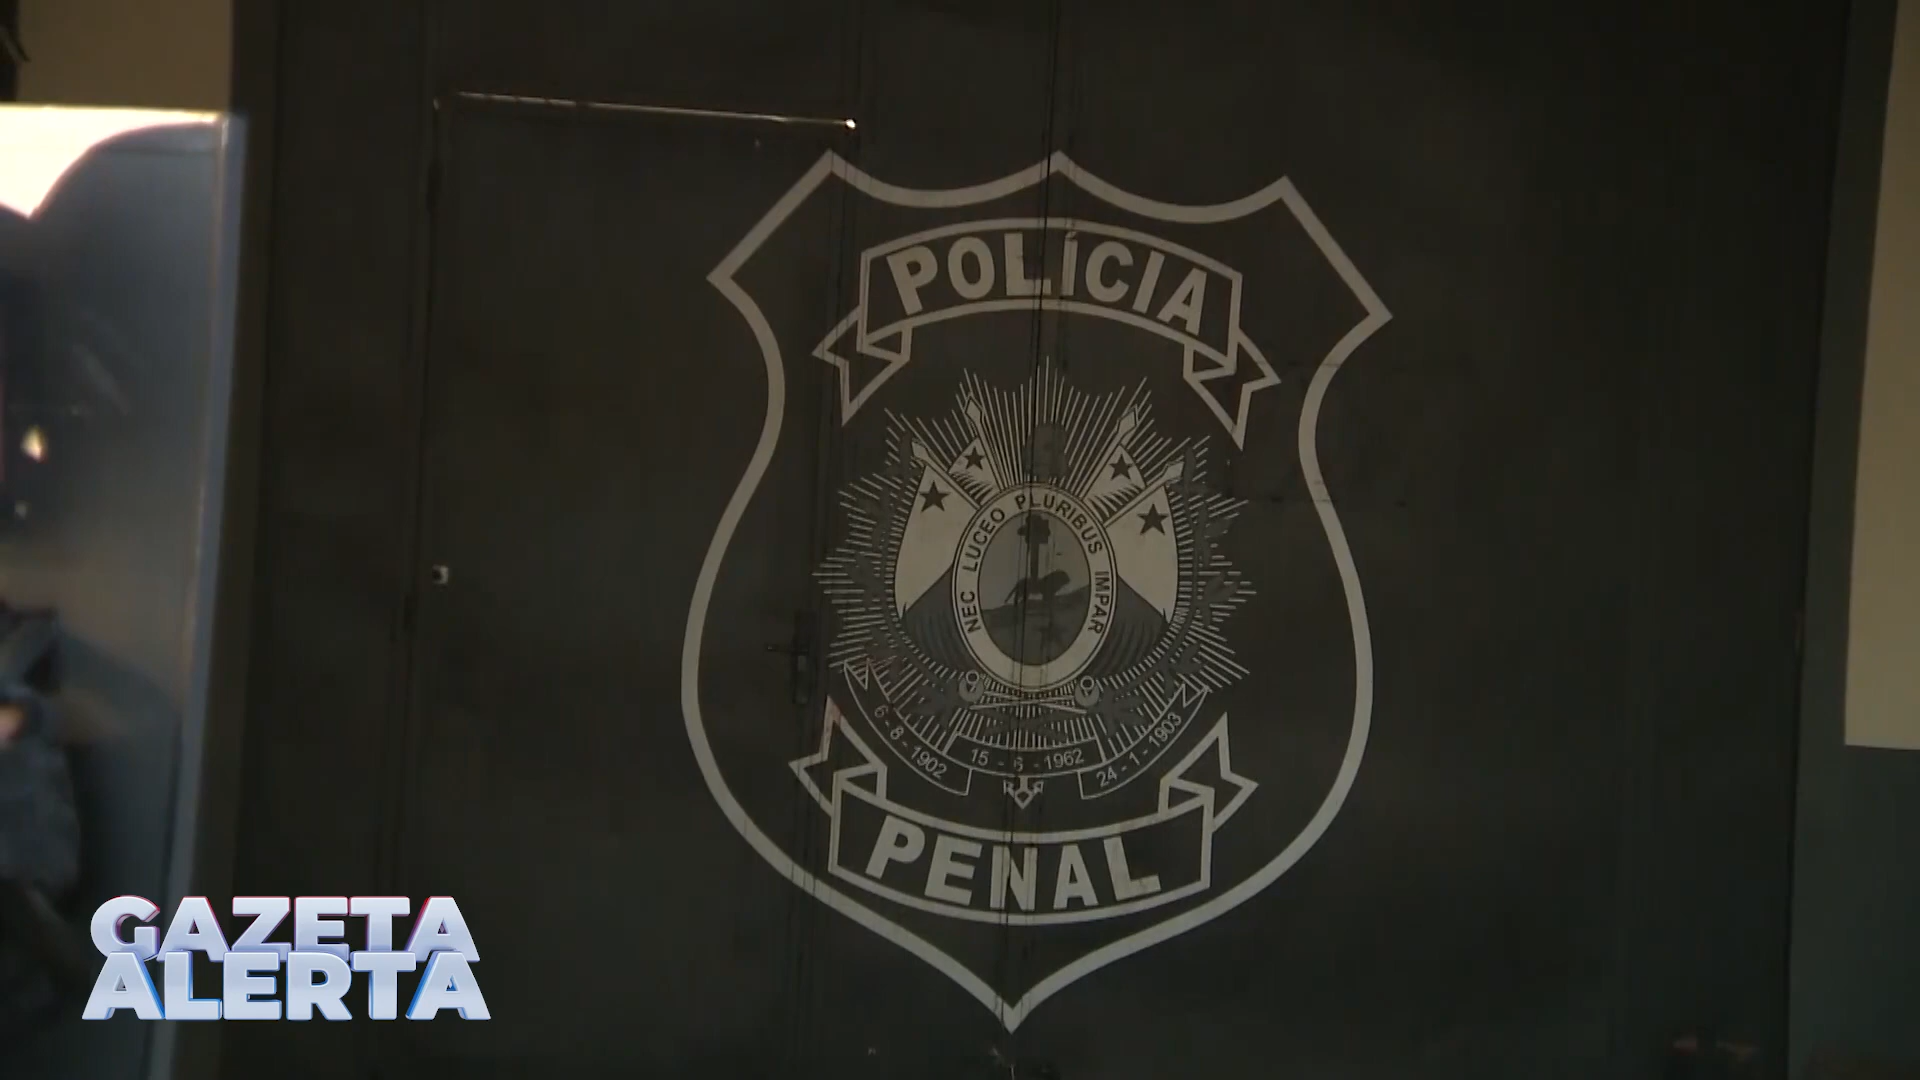 POLÍCIA
NEC LUCEO PLURIBUS IMPAR
6-8-1902
15 - 6 - 1962
24-1-1903
PENAL
GAZETA
ALERTA